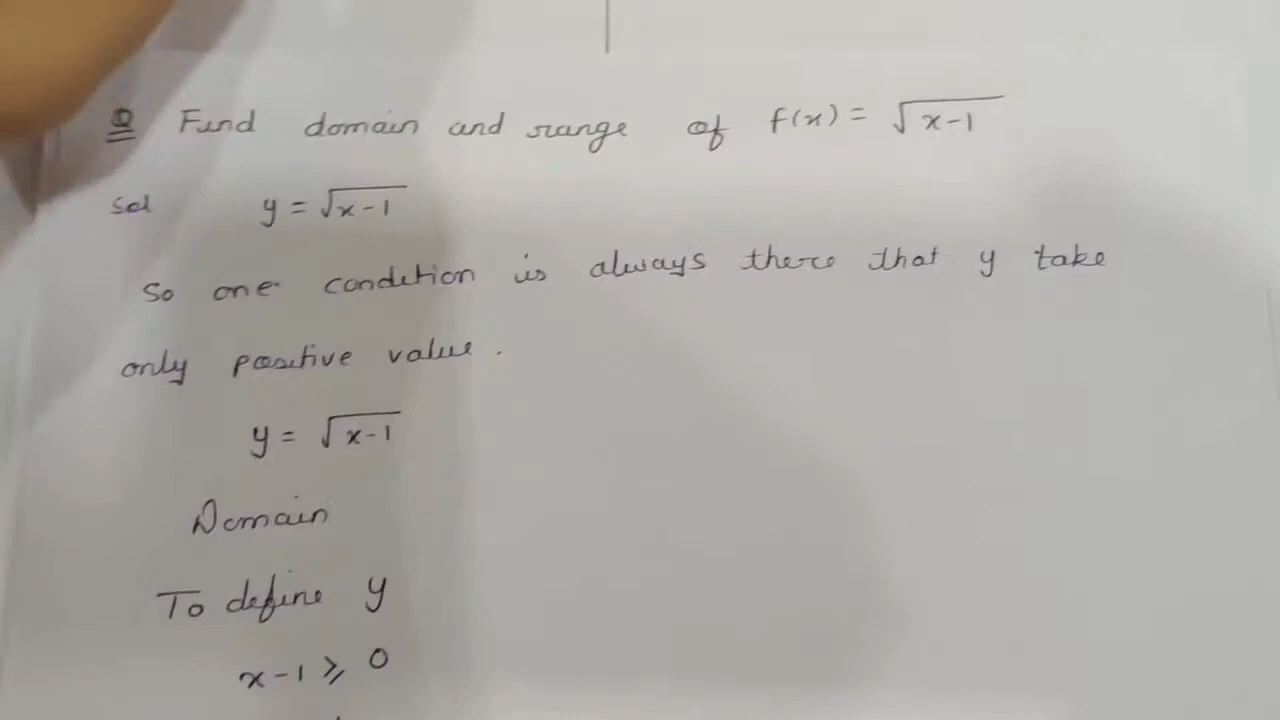 Q Find domain and range of f(x) = √x-1
Sol y = √x-1
So one condition is always there that y take
only positive value.
y = √x-1
Domain
To define y
x-1 ≥ 0